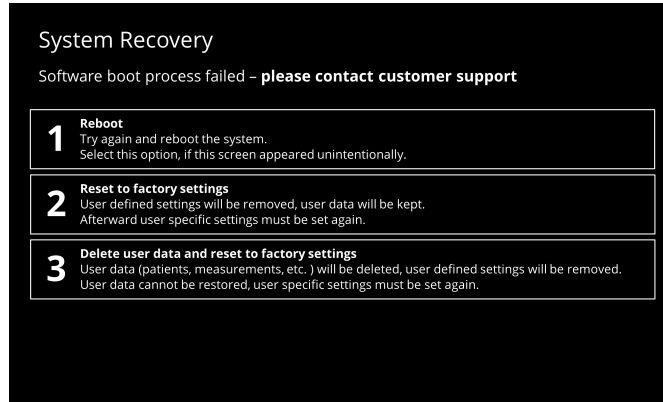 System Recovery
Software boot process failed – please contact customer support
1
Reboot
Try again and reboot the system.
Select this option, if this screen appeared unintentionally.
2
Reset to factory settings
User defined settings will be removed, user data will be kept.
Afterward user specific settings must be set again.
3
Delete user data and reset to factory settings
User data (patients, measurements, etc. ) will be deleted, user defined settings will be removed.
User data cannot be restored, user specific settings must be set again.